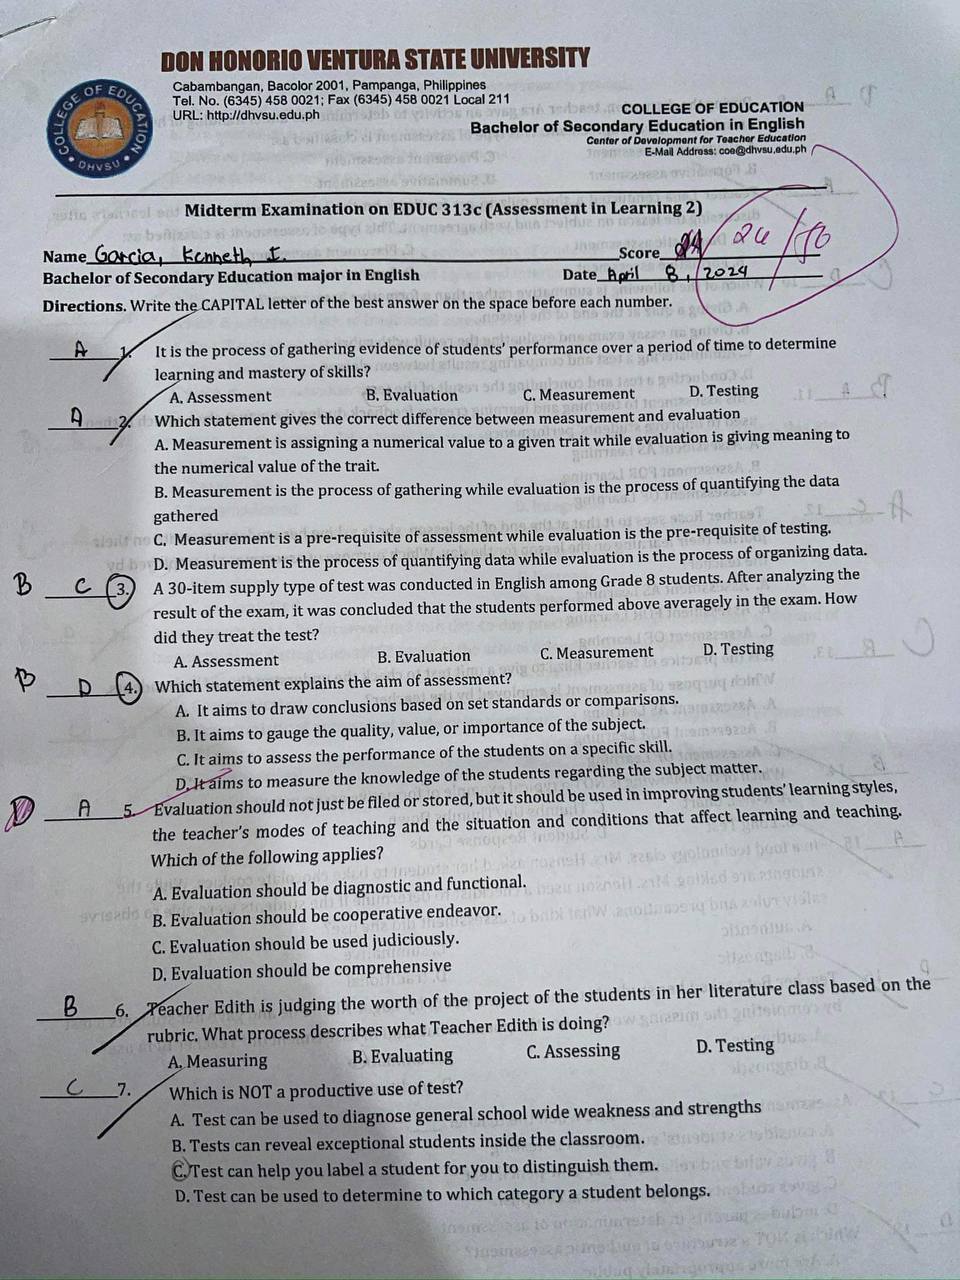 DON HONORIO VENTURA STATE UNIVERSITY
Cabambangan, Bacolor 2001, Pampanga, Philippines
Tel. No. (6345) 458 0021; Fax (6345) 458 0021 Local 211
URL: http://dhvsu.edu.ph
COLLEGE OF EDUCATION
DHVSU
COLLEGE OF EDUCATION
Bachelor of Secondary Education in English
Center of Development for Teacher Education
E-Mail Address: coe@dhvsu.edu.ph
Midterm Examination on EDUC 313c (Assessment in Learning 2)
Name Garcia, Kenneth I. Score 26/50
Bachelor of Secondary Education major in English Date April 8, 2024
Directions. Write the CAPITAL letter of the best answer on the space before each number.
A 1. It is the process of gathering evidence of students' performance over a period of time to determine
learning and mastery of skills?
A. Assessment B. Evaluation C. Measurement D. Testing
A 2. Which statement gives the correct difference between measurement and evaluation
A. Measurement is assigning a numerical value to a given trait while evaluation is giving meaning to
the numerical value of the trait.
B. Measurement is the process of gathering while evaluation is the process of quantifying the data
gathered
C. Measurement is a pre-requisite of assessment while evaluation is the pre-requisite of testing.
D. Measurement is the process of quantifying data while evaluation is the process of organizing data.
B C 3. A 30-item supply type of test was conducted in English among Grade 8 students. After analyzing the
result of the exam, it was concluded that the students performed above averagely in the exam. How
did they treat the test?
A. Assessment B. Evaluation C. Measurement D. Testing
B D 4. Which statement explains the aim of assessment?
A. It aims to draw conclusions based on set standards or comparisons.
B. It aims to gauge the quality, value, or importance of the subject.
C. It aims to assess the performance of the students on a specific skill.
D. It aims to measure the knowledge of the students regarding the subject matter.
A 5. Evaluation should not just be filed or stored, but it should be used in improving students' learning styles,
the teacher's modes of teaching and the situation and conditions that affect learning and teaching.
Which of the following applies?
A. Evaluation should be diagnostic and functional.
B. Evaluation should be cooperative endeavor.
C. Evaluation should be used judiciously.
D. Evaluation should be comprehensive
B 6. Teacher Edith is judging the worth of the project of the students in her literature class based on the
rubric. What process describes what Teacher Edith is doing?
A. Measuring B. Evaluating C. Assessing D. Testing
C 7. Which is NOT a productive use of test?
A. Test can be used to diagnose general school wide weakness and strengths
B. Tests can reveal exceptional students inside the classroom.
C. Test can help you label a student for you to distinguish them.
D. Test can be used to determine to which category a student belongs.